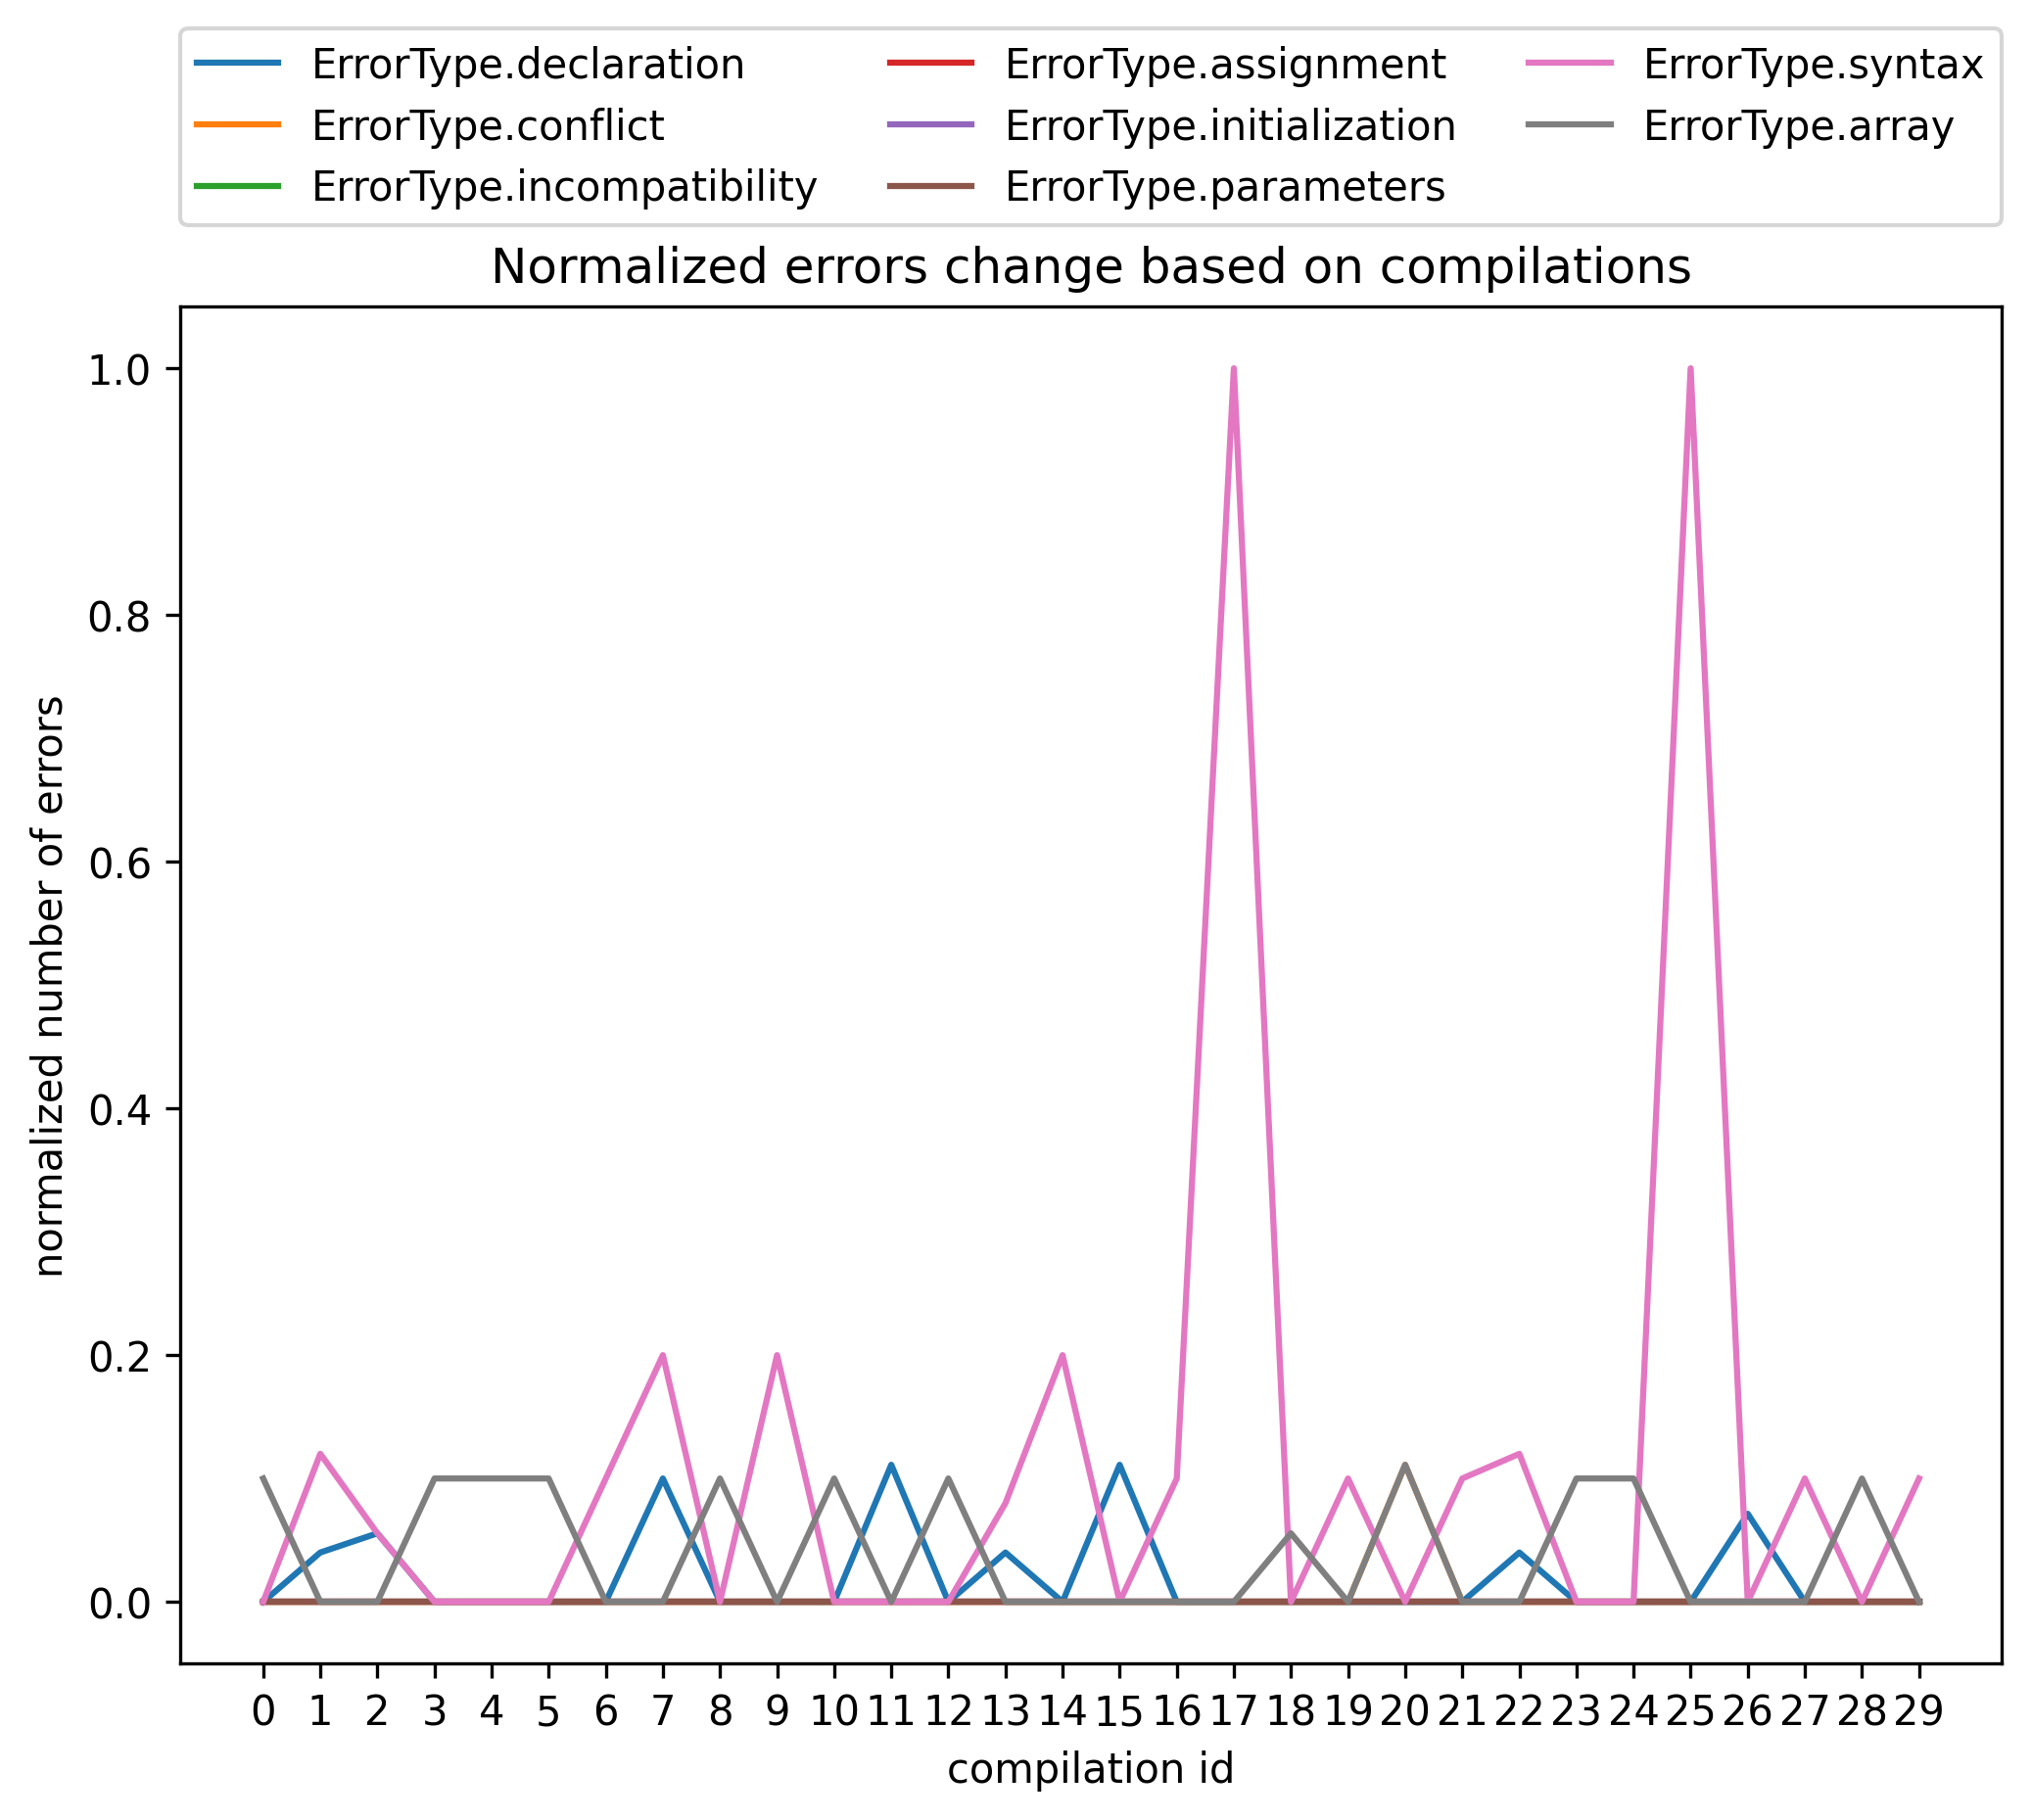 ErrorType.declaration
ErrorType.conflict
ErrorType.incompatibility
ErrorType.assignment
ErrorType.initialization
ErrorType.parameters
ErrorType.syntax
ErrorType.array
Normalized errors change based on compilations
1.0
0.8
0.6
0.4
0.2
0.0
normalized number of errors
0 1 2 3 4 5 6 7 8 9 10 11 12 13 14 15 16 17 18 19 20 21 22 23 24 25 26 27 28 29
compilation id